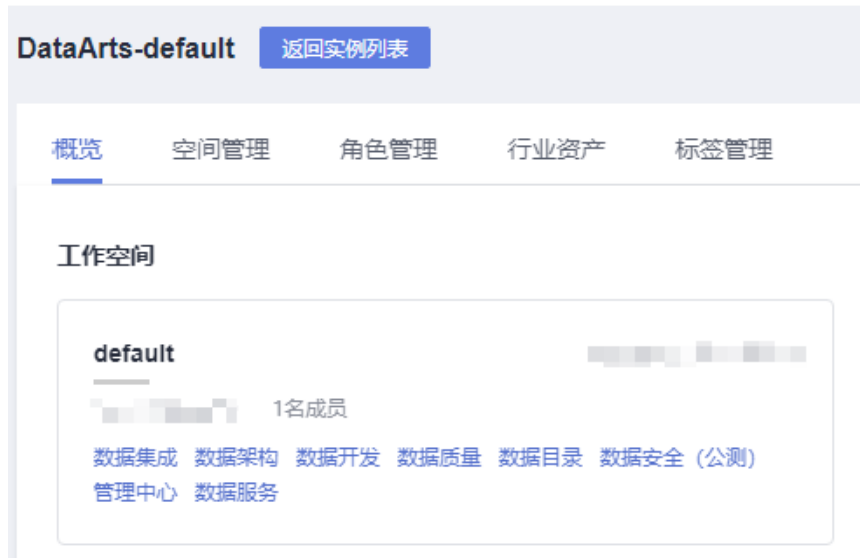 DataArts-default 返回实例列表
概览 空间管理 角色管理 行业资产 标签管理
工作空间
default
1名成员
数据集成 数据架构 数据开发 数据质量 数据目录 数据安全（公测）
管理中心 数据服务